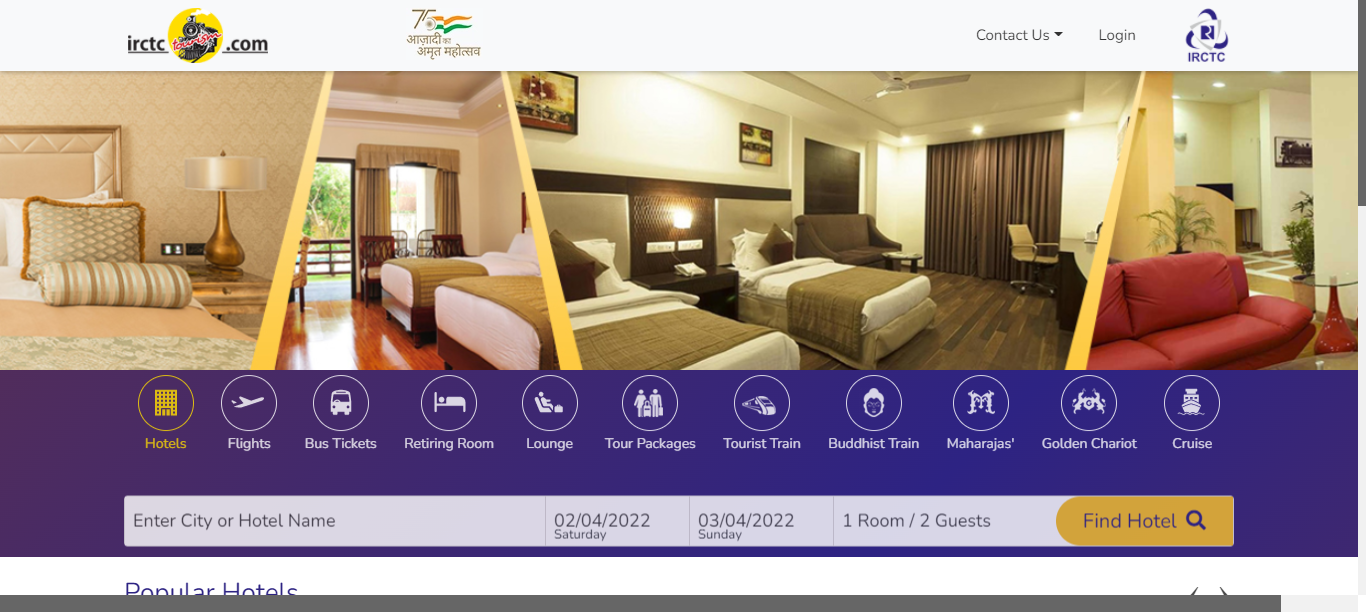 irctc tourism .com
75
आज़ादी का
अमृत महोत्सव
Contact Us
Login
IRCTC
Hotels
Flights
Bus Tickets
Retiring Room
Lounge
Tour Packages
Tourist Train
Buddhist Train
Maharajas'
Golden Chariot
Cruise
Enter City or Hotel Name
02/04/2022
Saturday
03/04/2022
Sunday
1 Room / 2 Guests
Find Hotel
Popular Hotels